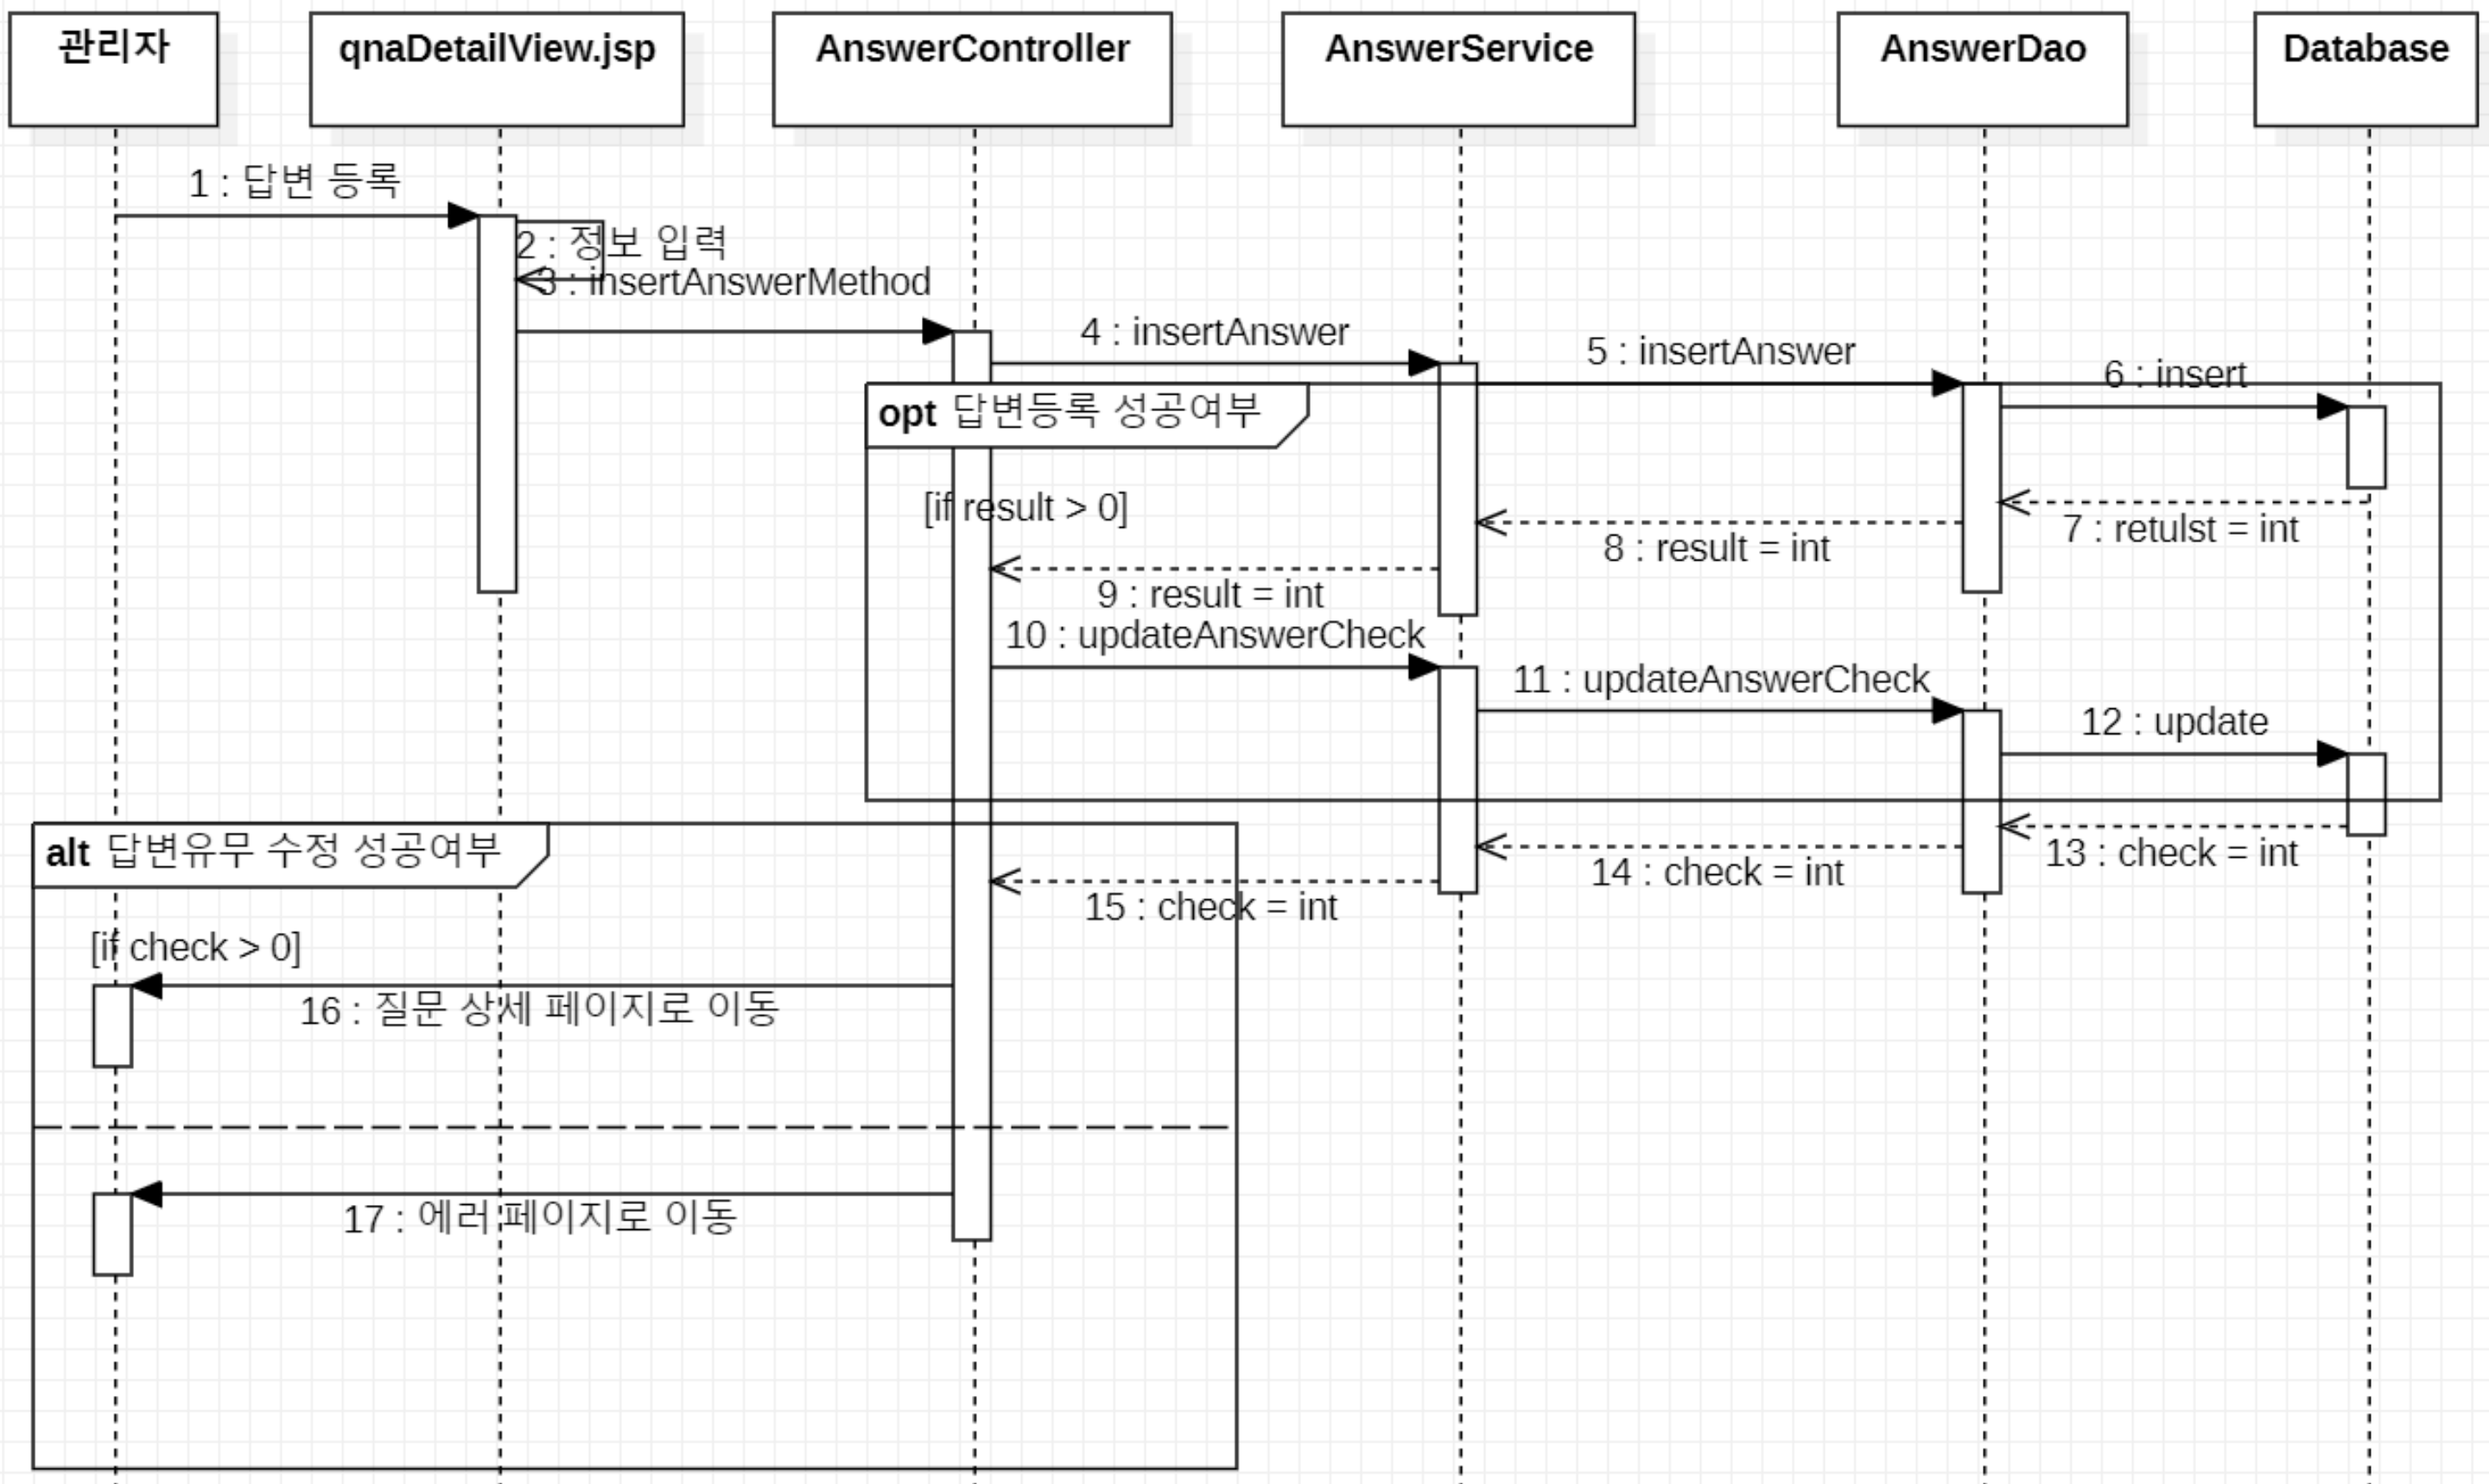 관리자
qnaDetailView.jsp
AnswerController
AnswerService
AnswerDao
Database
1 : 답변 등록
2 : 정보 입력
3 : insertAnswerMethod
4 : insertAnswer
5 : insertAnswer
6 : insert
opt 답변등록 성공여부
[if result > 0]
7 : retulst = int
8 : result = int
9 : result = int
10 : updateAnswerCheck
11 : updateAnswerCheck
12 : update
alt 답변유무 수정 성공여부
13 : check = int
14 : check = int
15 : check = int
[if check > 0]
16 : 질문 상세 페이지로 이동
17 : 에러 페이지로 이동